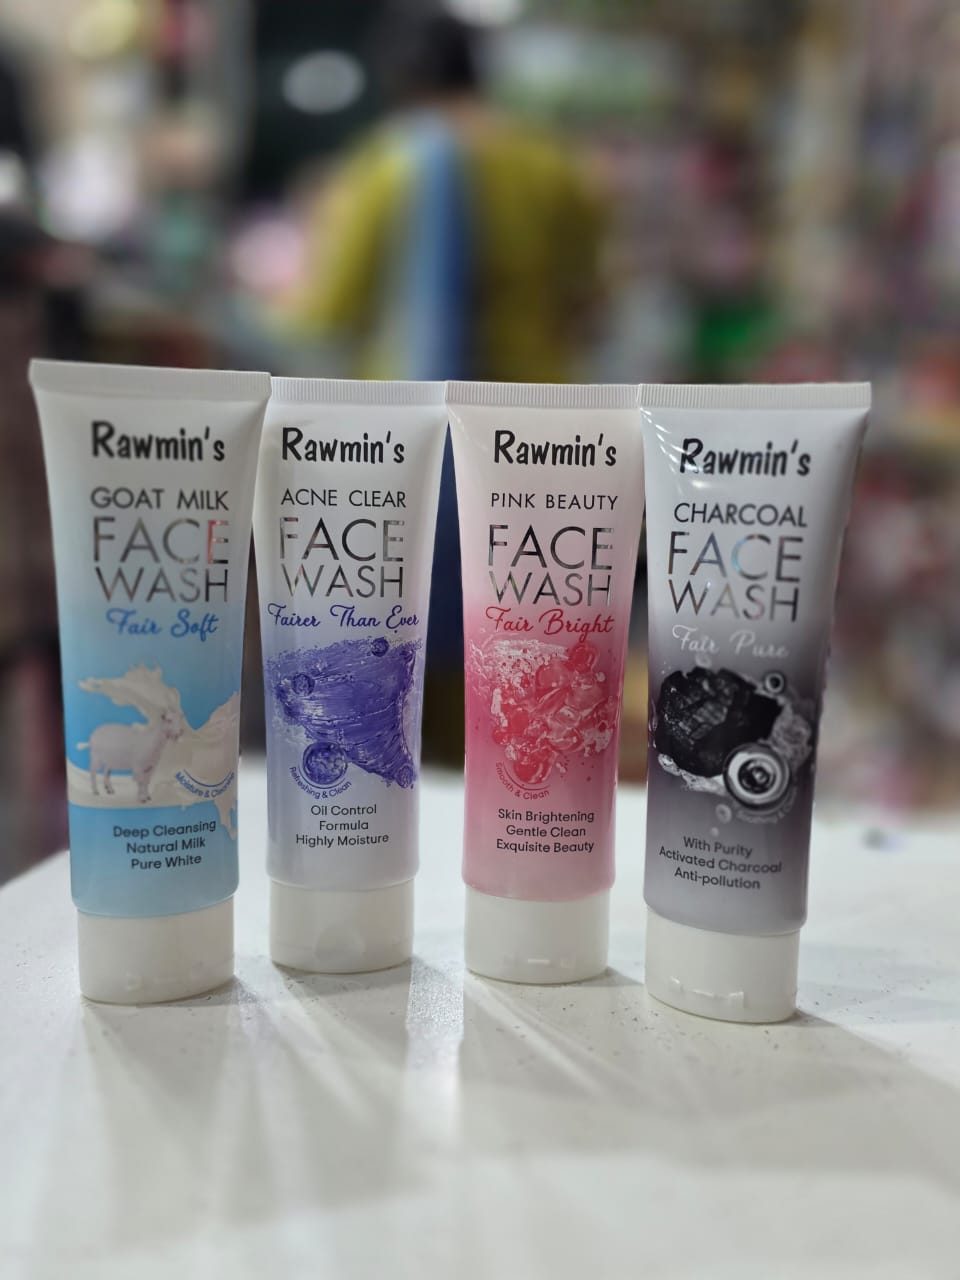 Rawmin's
GOAT MILK
FACE
WASH
Fair Soft
Moisture & Cleansing
Deep Cleansing
Natural Milk
Pure White
Rawmin's
ACNE CLEAR
FACE
WASH
Fairer Than Ever
Refreshing & Clean
Oil Control
Formula
Highly Moisture
Rawmin's
PINK BEAUTY
FACE
WASH
Fair Bright
Smooth & Clean
Skin Brightening
Gentle Clean
Exquisite Beauty
Rawmin's
CHARCOAL
FACE
WASH
Fair Pure
With Purity
Activated Charcoal
Anti-pollution